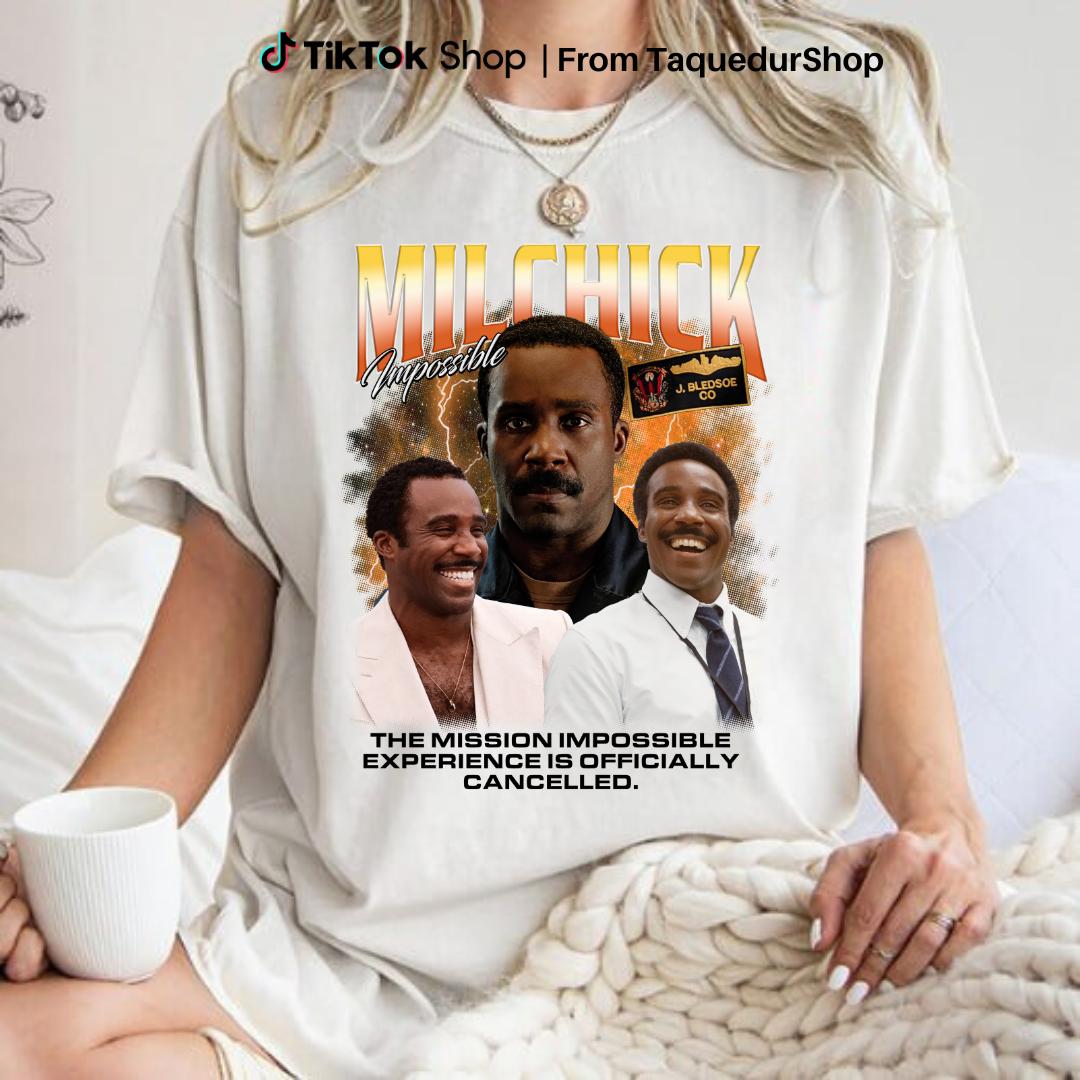 TikTok Shop | From TaquedurShop
MILCHICK
Impossible
J. BLEDSOE
CO
THE MISSION IMPOSSIBLE
EXPERIENCE IS OFFICIALLY
CANCELLED.